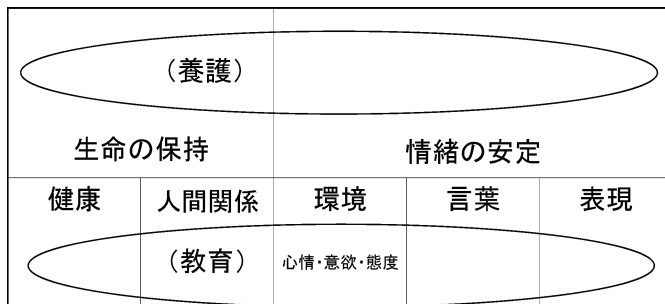 （養護）
生命の保持 情緒の安定
健康 人間関係 環境 言葉 表現
（教育） 心情・意欲・態度